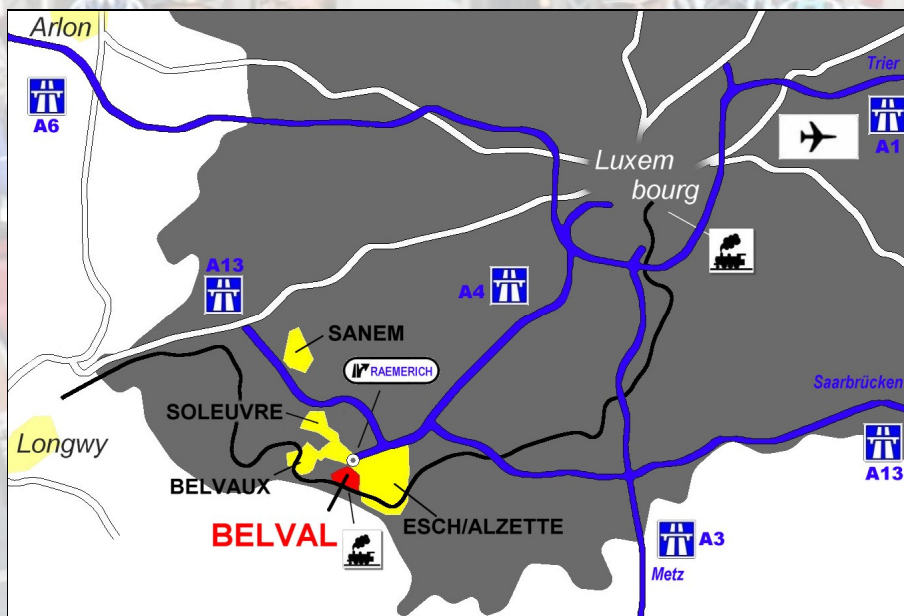 Arlon
A6
Trier
A1
Luxem
bourg
A13
A4
SANEM
RAEMERICH
Saarbrücken
SOLEUVRE
Longwy
A13
BELVAUX
ESCH/ALZETTE
BELVAL
A3
Metz